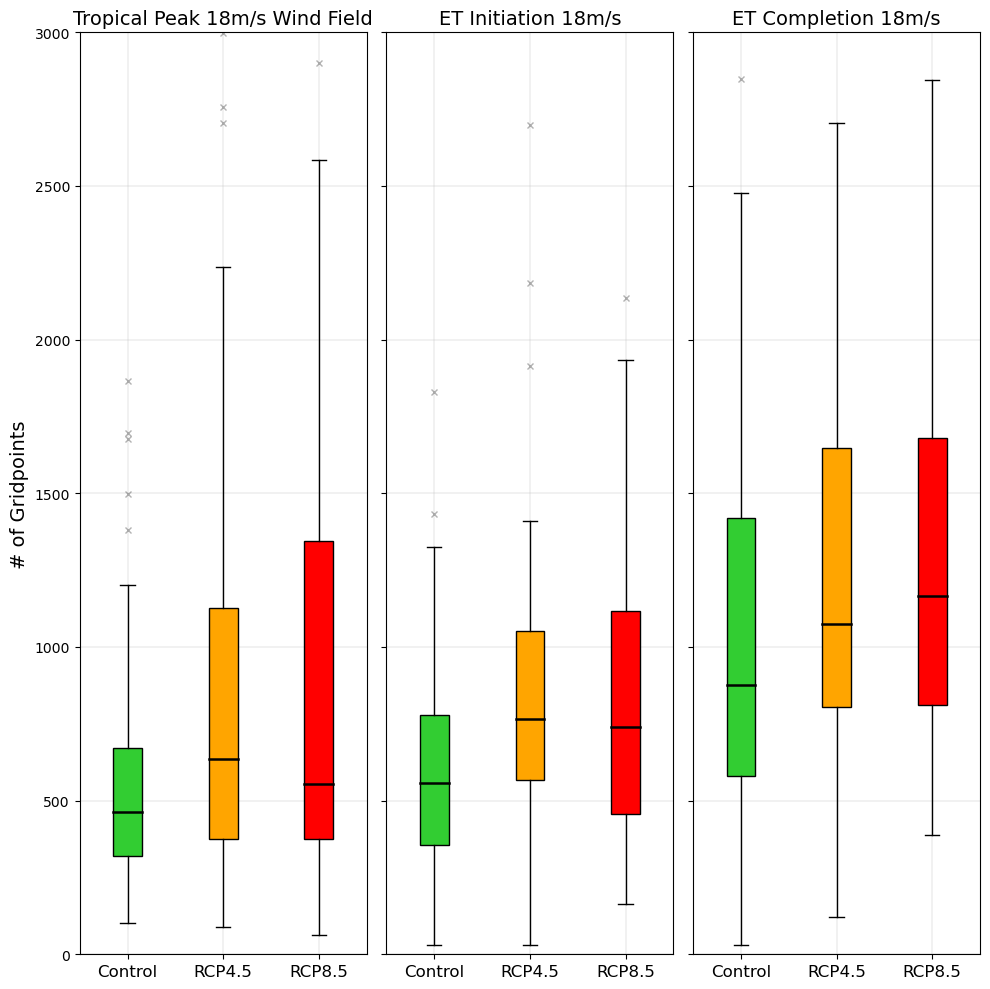 Tropical Peak 18m/s Wind Field
ET Initiation 18m/s
ET Completion 18m/s
# of Gridpoints
3000
2500
2000
1500
1000
500
0
Control RCP4.5 RCP8.5
Control RCP4.5 RCP8.5
Control RCP4.5 RCP8.5